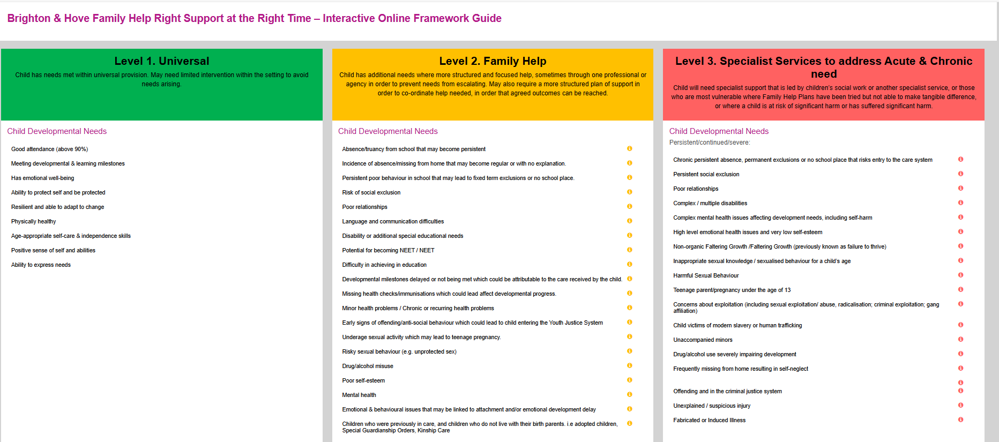 Brighton & Hove Family Help Right Support at the Right Time – Interactive Online Framework Guide
Level 1. Universal
Child has needs met within universal provision. May need limited intervention within the setting to avoid
needs arising.
Child Developmental Needs
Good attendance (above 90%)
Meeting developmental & learning milestones
Has emotional well-being
Ability to protect self and be protected
Resilient and able to adapt to change
Physically healthy
Age-appropriate self-care & independence skills
Positive sense of self and abilities
Ability to express needs
Level 2. Family Help
Child has additional needs where more structured and focused help, sometimes through one professional or
agency in order to prevent needs from escalating. May also require a more structured plan of support in
order to co-ordinate help needed, in order that agreed outcomes can be reached.
Child Developmental Needs
Absence/truancy from school that may become persistent
Incidence of absence/missing from home that may become regular or with no explanation.
Persistent poor behaviour in school that may lead to fixed term exclusions or no school place.
Risk of social exclusion
Poor relationships
Language and communication difficulties
Disability or additional special educational needs
Potential for becoming NEET / NEET
Difficulty in achieving in education
Developmental milestones delayed or not being met which could be attributable to the care received by the child.
Missing health checks/immunisations which could lead affect developmental progress.
Minor health problems / Chronic or recurring health problems
Early signs of offending/anti-social behaviour which could lead to child entering the Youth Justice System
Underage sexual activity which may lead to teenage pregnancy.
Risky sexual behaviour (e.g. unprotected sex)
Drug/alcohol misuse
Poor self-esteem
Mental health
Emotional & behavioural issues that may be linked to attachment and/or emotional development delay
Children who were previously in care, and children who do not live with their birth parents. i.e adopted children,
Special Guardianship Orders, Kinship Care
Level 3. Specialist Services to address Acute & Chronic
need
Child will need specialist support that is led by children's social work or another specialist service, or those
who are most vulnerable where Family Help Plans have been tried but not able to make tangible difference,
or where a child is at risk of significant harm or has suffered significant harm.
Child Developmental Needs
Persistent/continued/severe:
Chronic persistent absence, permanent exclusions or no school place that risks entry to the care system
Persistent social exclusion
Poor relationships
Complex / multiple disabilities
Complex mental health issues affecting development needs, including self-harm
High level emotional health issues and very low self-esteem
Non-organic Faltering Growth /Faltering Growth (previously known as failure to thrive)
Inappropriate sexual knowledge / sexualised behaviour for a child's age
Harmful Sexual Behaviour
Teenage parent/pregnancy under the age of 13
Concerns about exploitation (including sexual exploitation/ abuse, radicalisation; criminal exploitation; gang
affiliation)
Child victims of modern slavery or human trafficking
Unaccompanied minors
Drug/alcohol use severely impairing development
Frequently missing from home resulting in self-neglect
Offending and in the criminal justice system
Unexplained / suspicious injury
Fabricated or Induced Illness